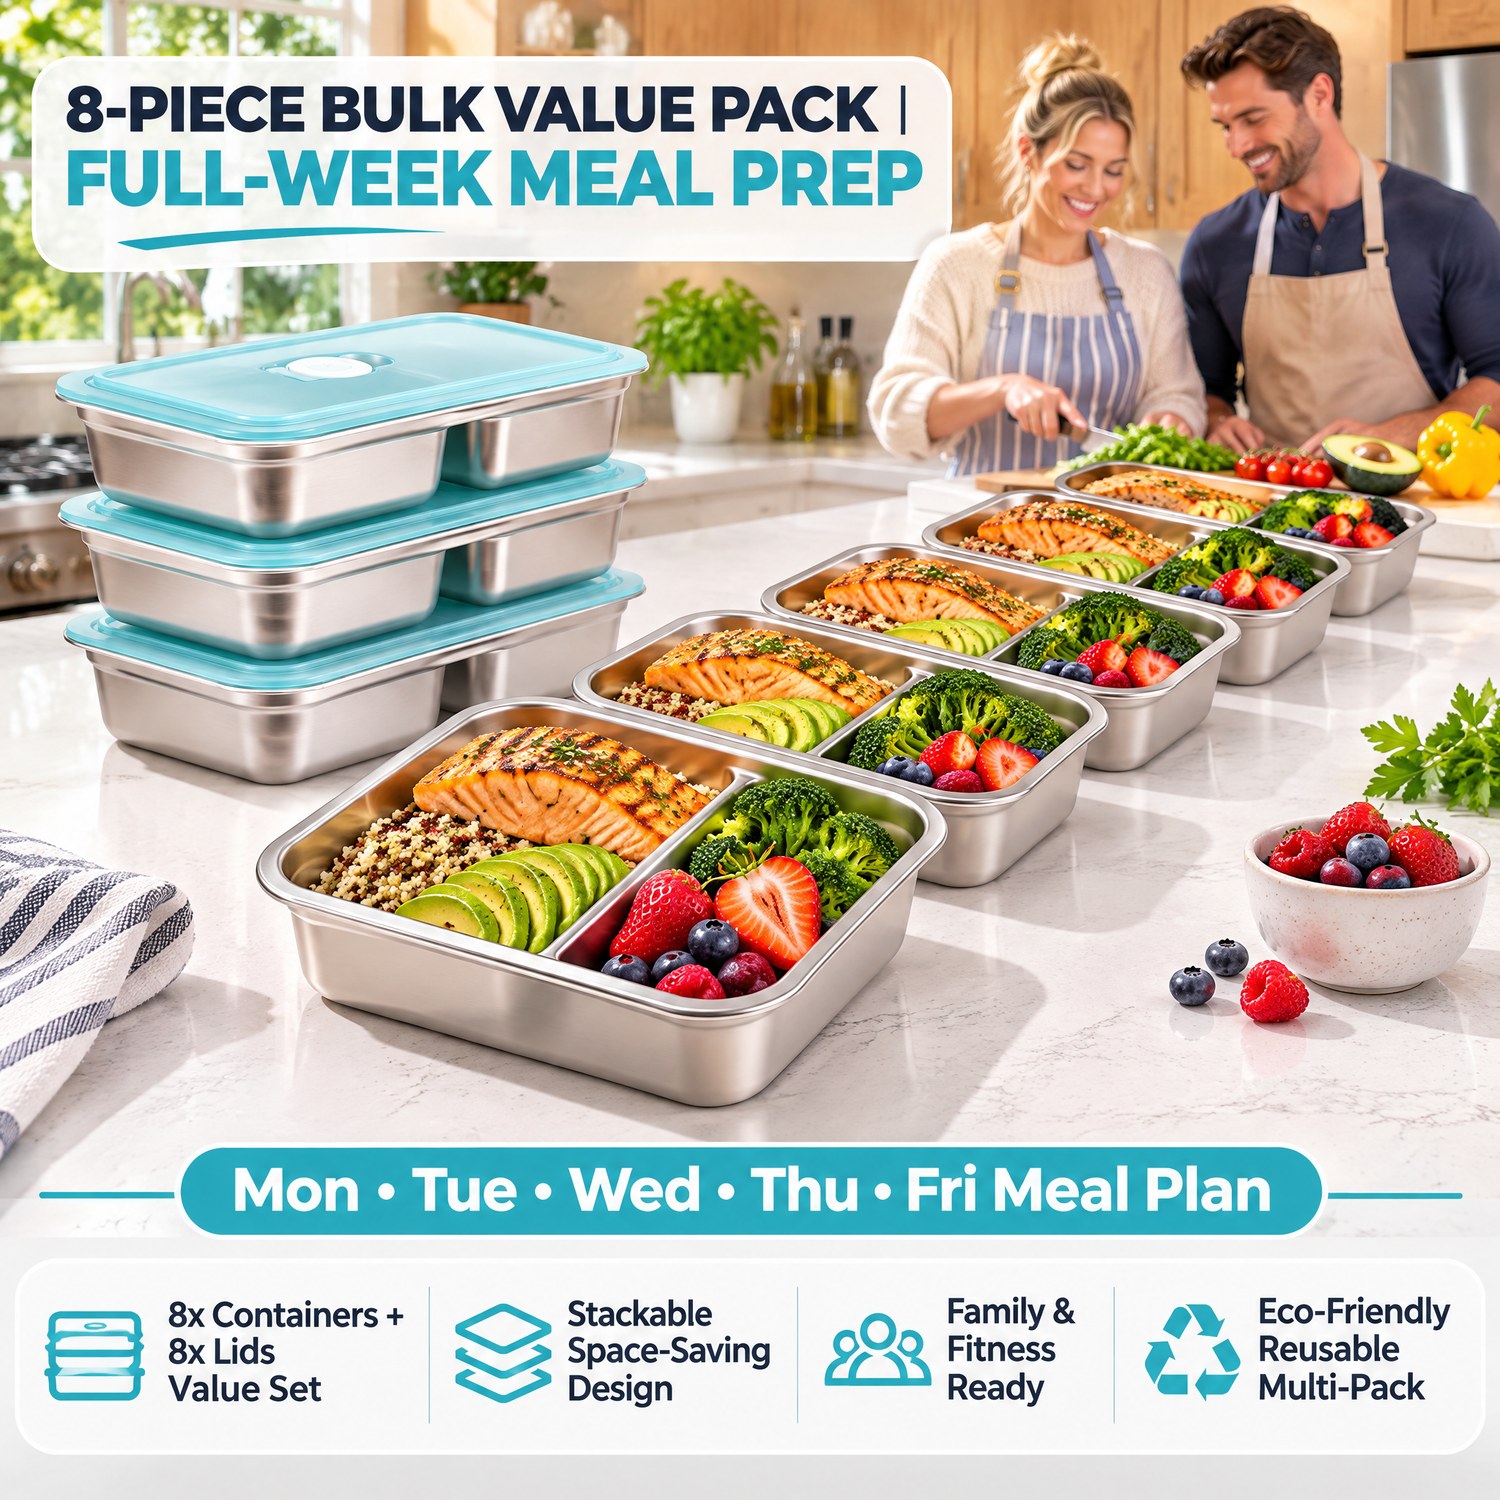 8-PIECE BULK VALUE PACK |
FULL-WEEK MEAL PREP
Mon • Tue • Wed • Thu • Fri Meal Plan
8x Containers +
8x Lids
Value Set
Stackable
Space-Saving
Design
Family &
Fitness
Ready
Eco-Friendly
Reusable
Multi-Pack